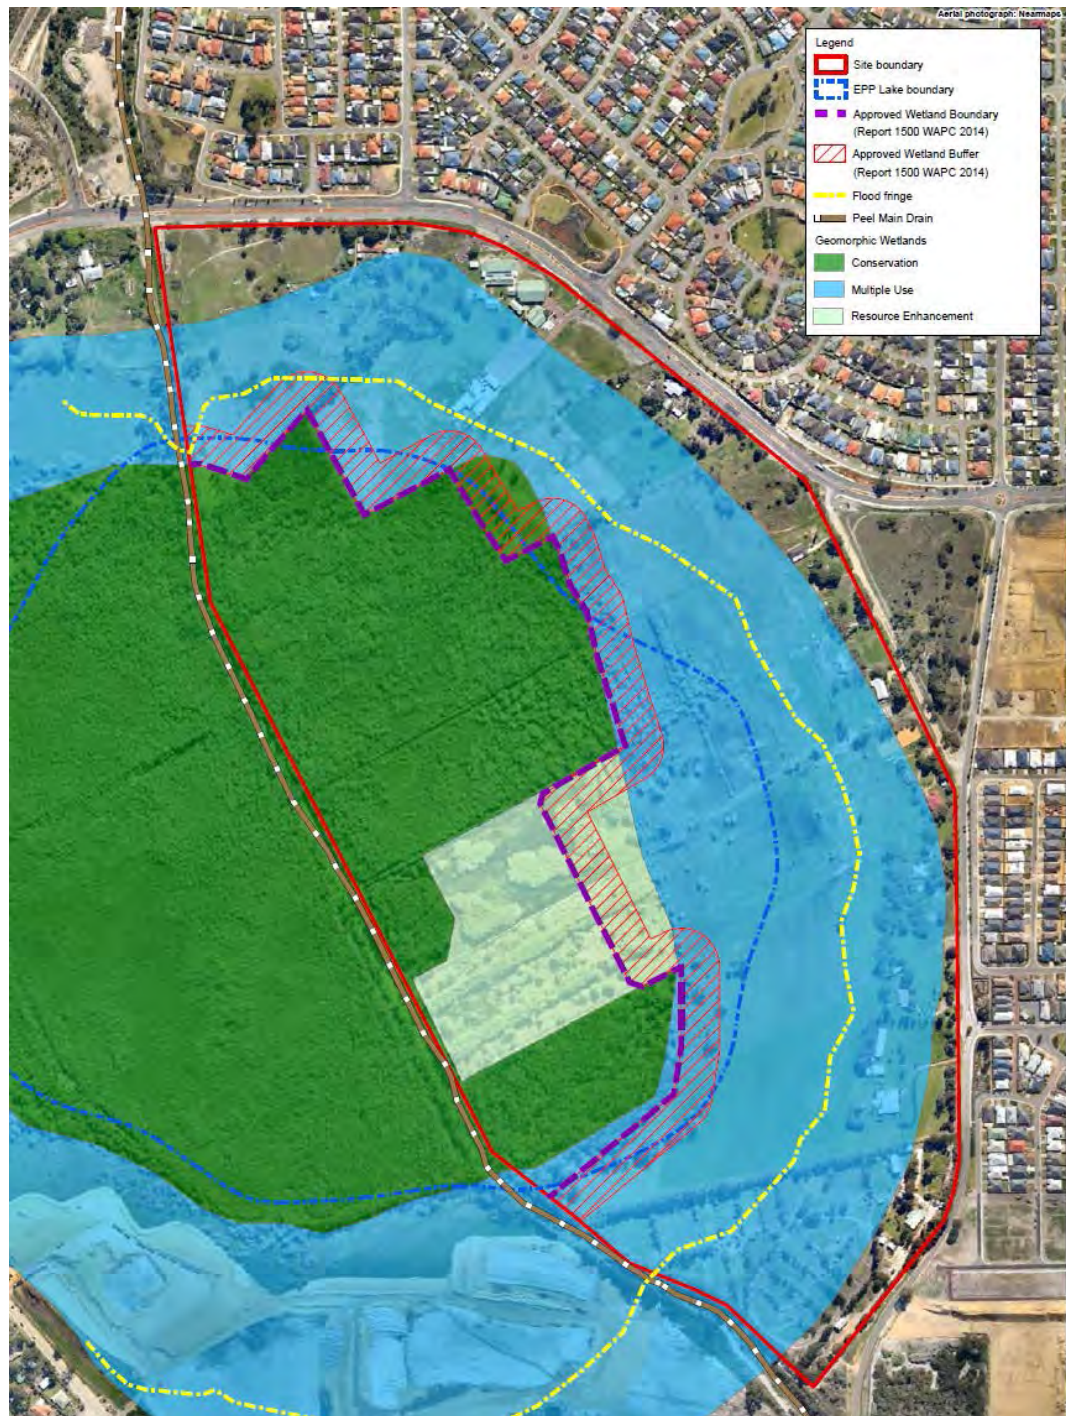 Aerial photograph: Nearmaps
Legend
Site boundary
EPP Lake boundary
Approved Wetland Boundary
(Report 1500 WAPC 2014)
Approved Wetland Buffer
(Report 1500 WAPC 2014)
Flood fringe
Peel Main Drain
Geomorphic Wetlands
Conservation
Multiple Use
Resource Enhancement